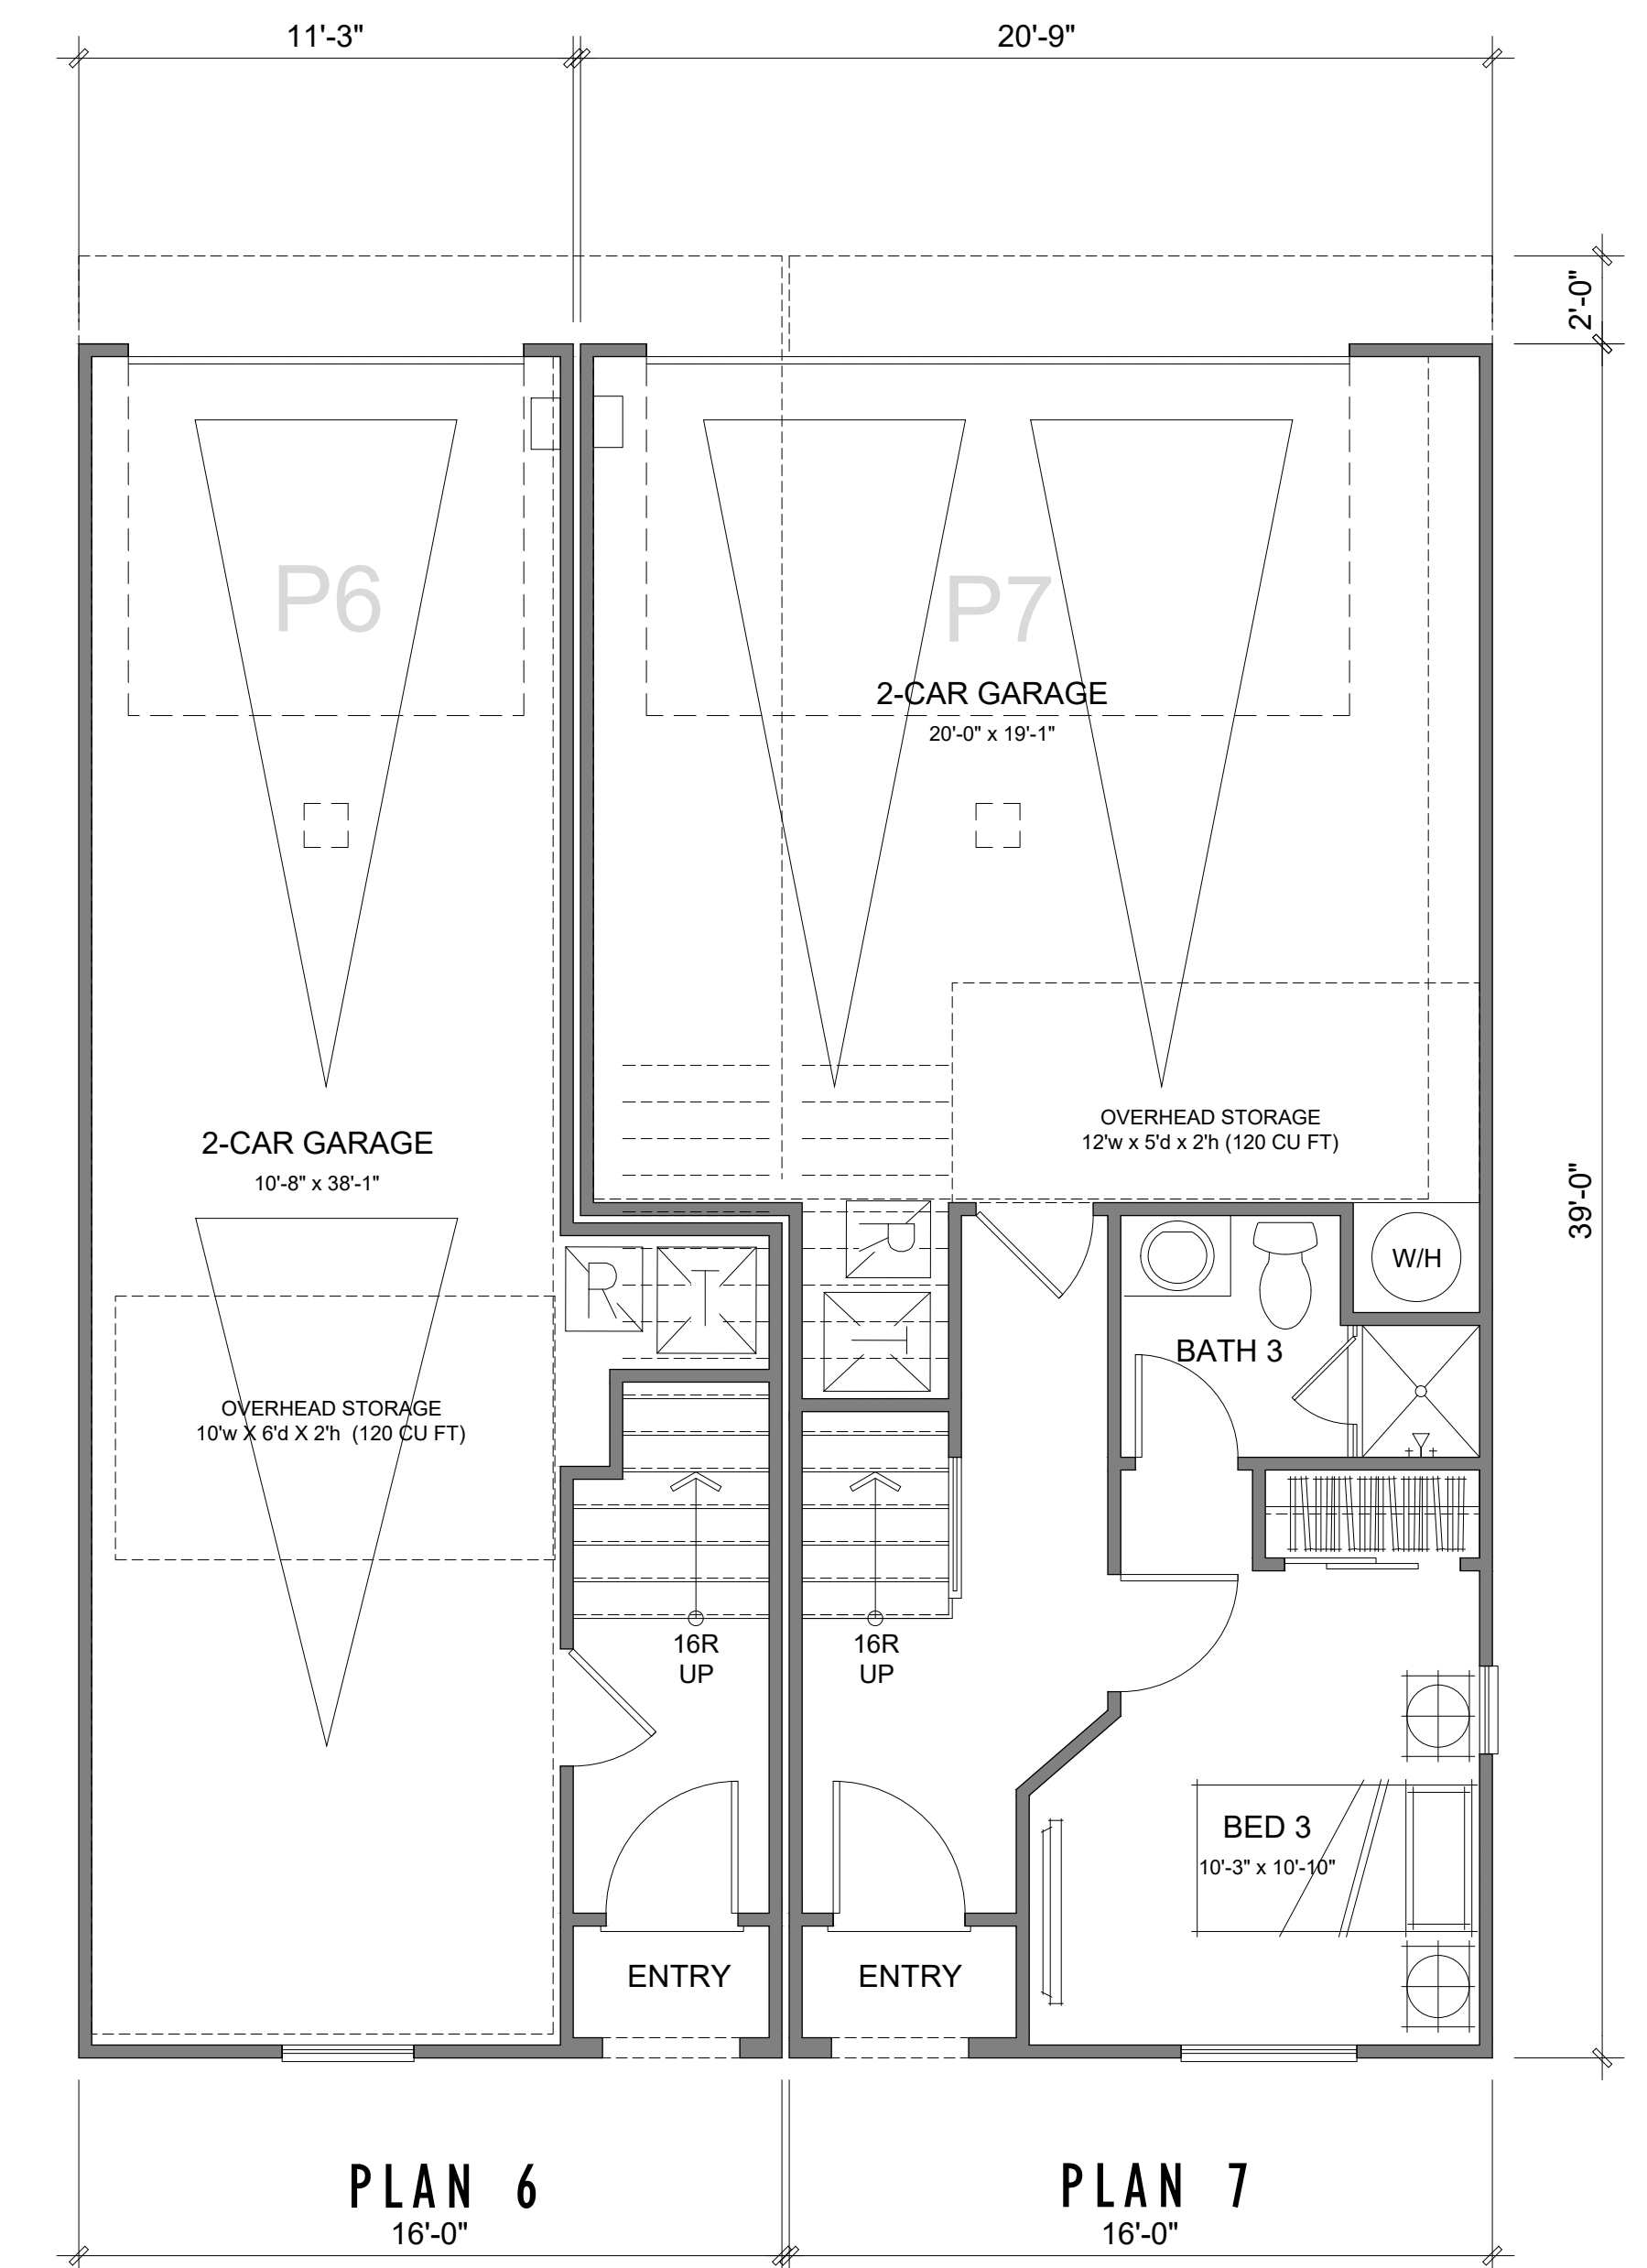 11'-3"
20'-9"
2'-0"
P6
P7
2-CAR GARAGE
20'-0" x 19'-1"
OVERHEAD STORAGE
12'w x 5'd x 2'h (120 CU FT)
2-CAR GARAGE
10'-8" x 38'-1"
39'-0"
R
T
R
T
W/H
BATH 3
OVERHEAD STORAGE
10'w X 6'd X 2'h (120 CU FT)
16R
UP
16R
UP
BED 3
10'-3" x 10'-10"
ENTRY
ENTRY
PLAN 6
16'-0"
PLAN 7
16'-0"